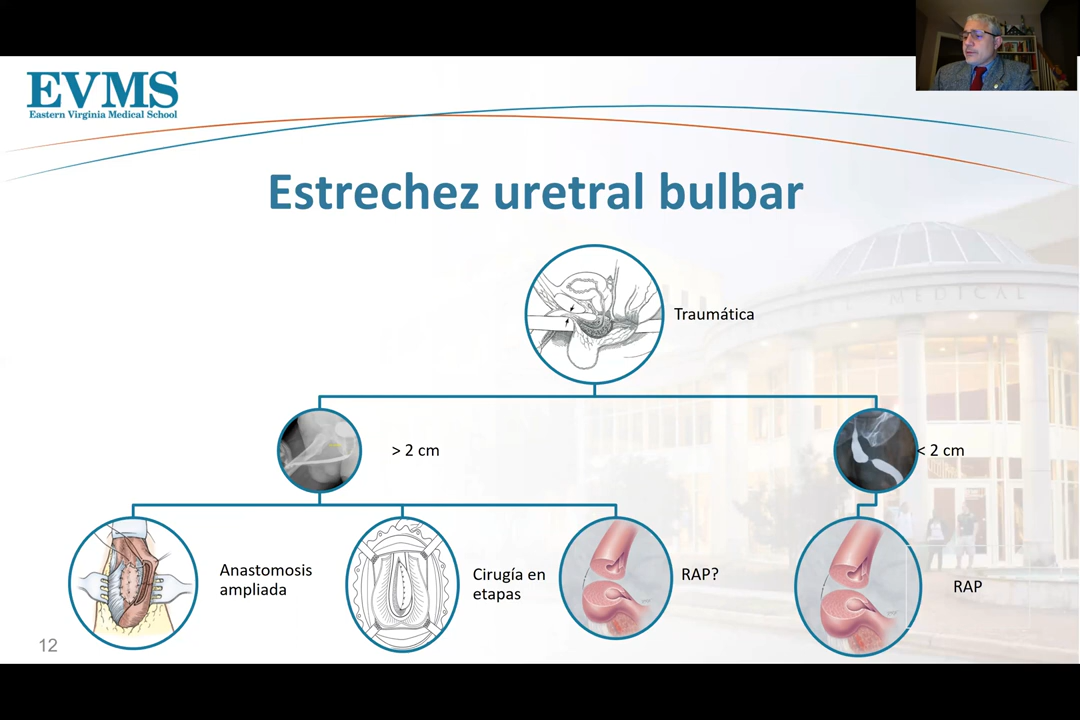 EVMS
Eastern Virginia Medical School
Estrechez uretral bulbar
MEDICAL
Traumática
> 2 cm
< 2 cm
Anastomosis
ampliada
Cirugía en
etapas
RAP?
RAP
12